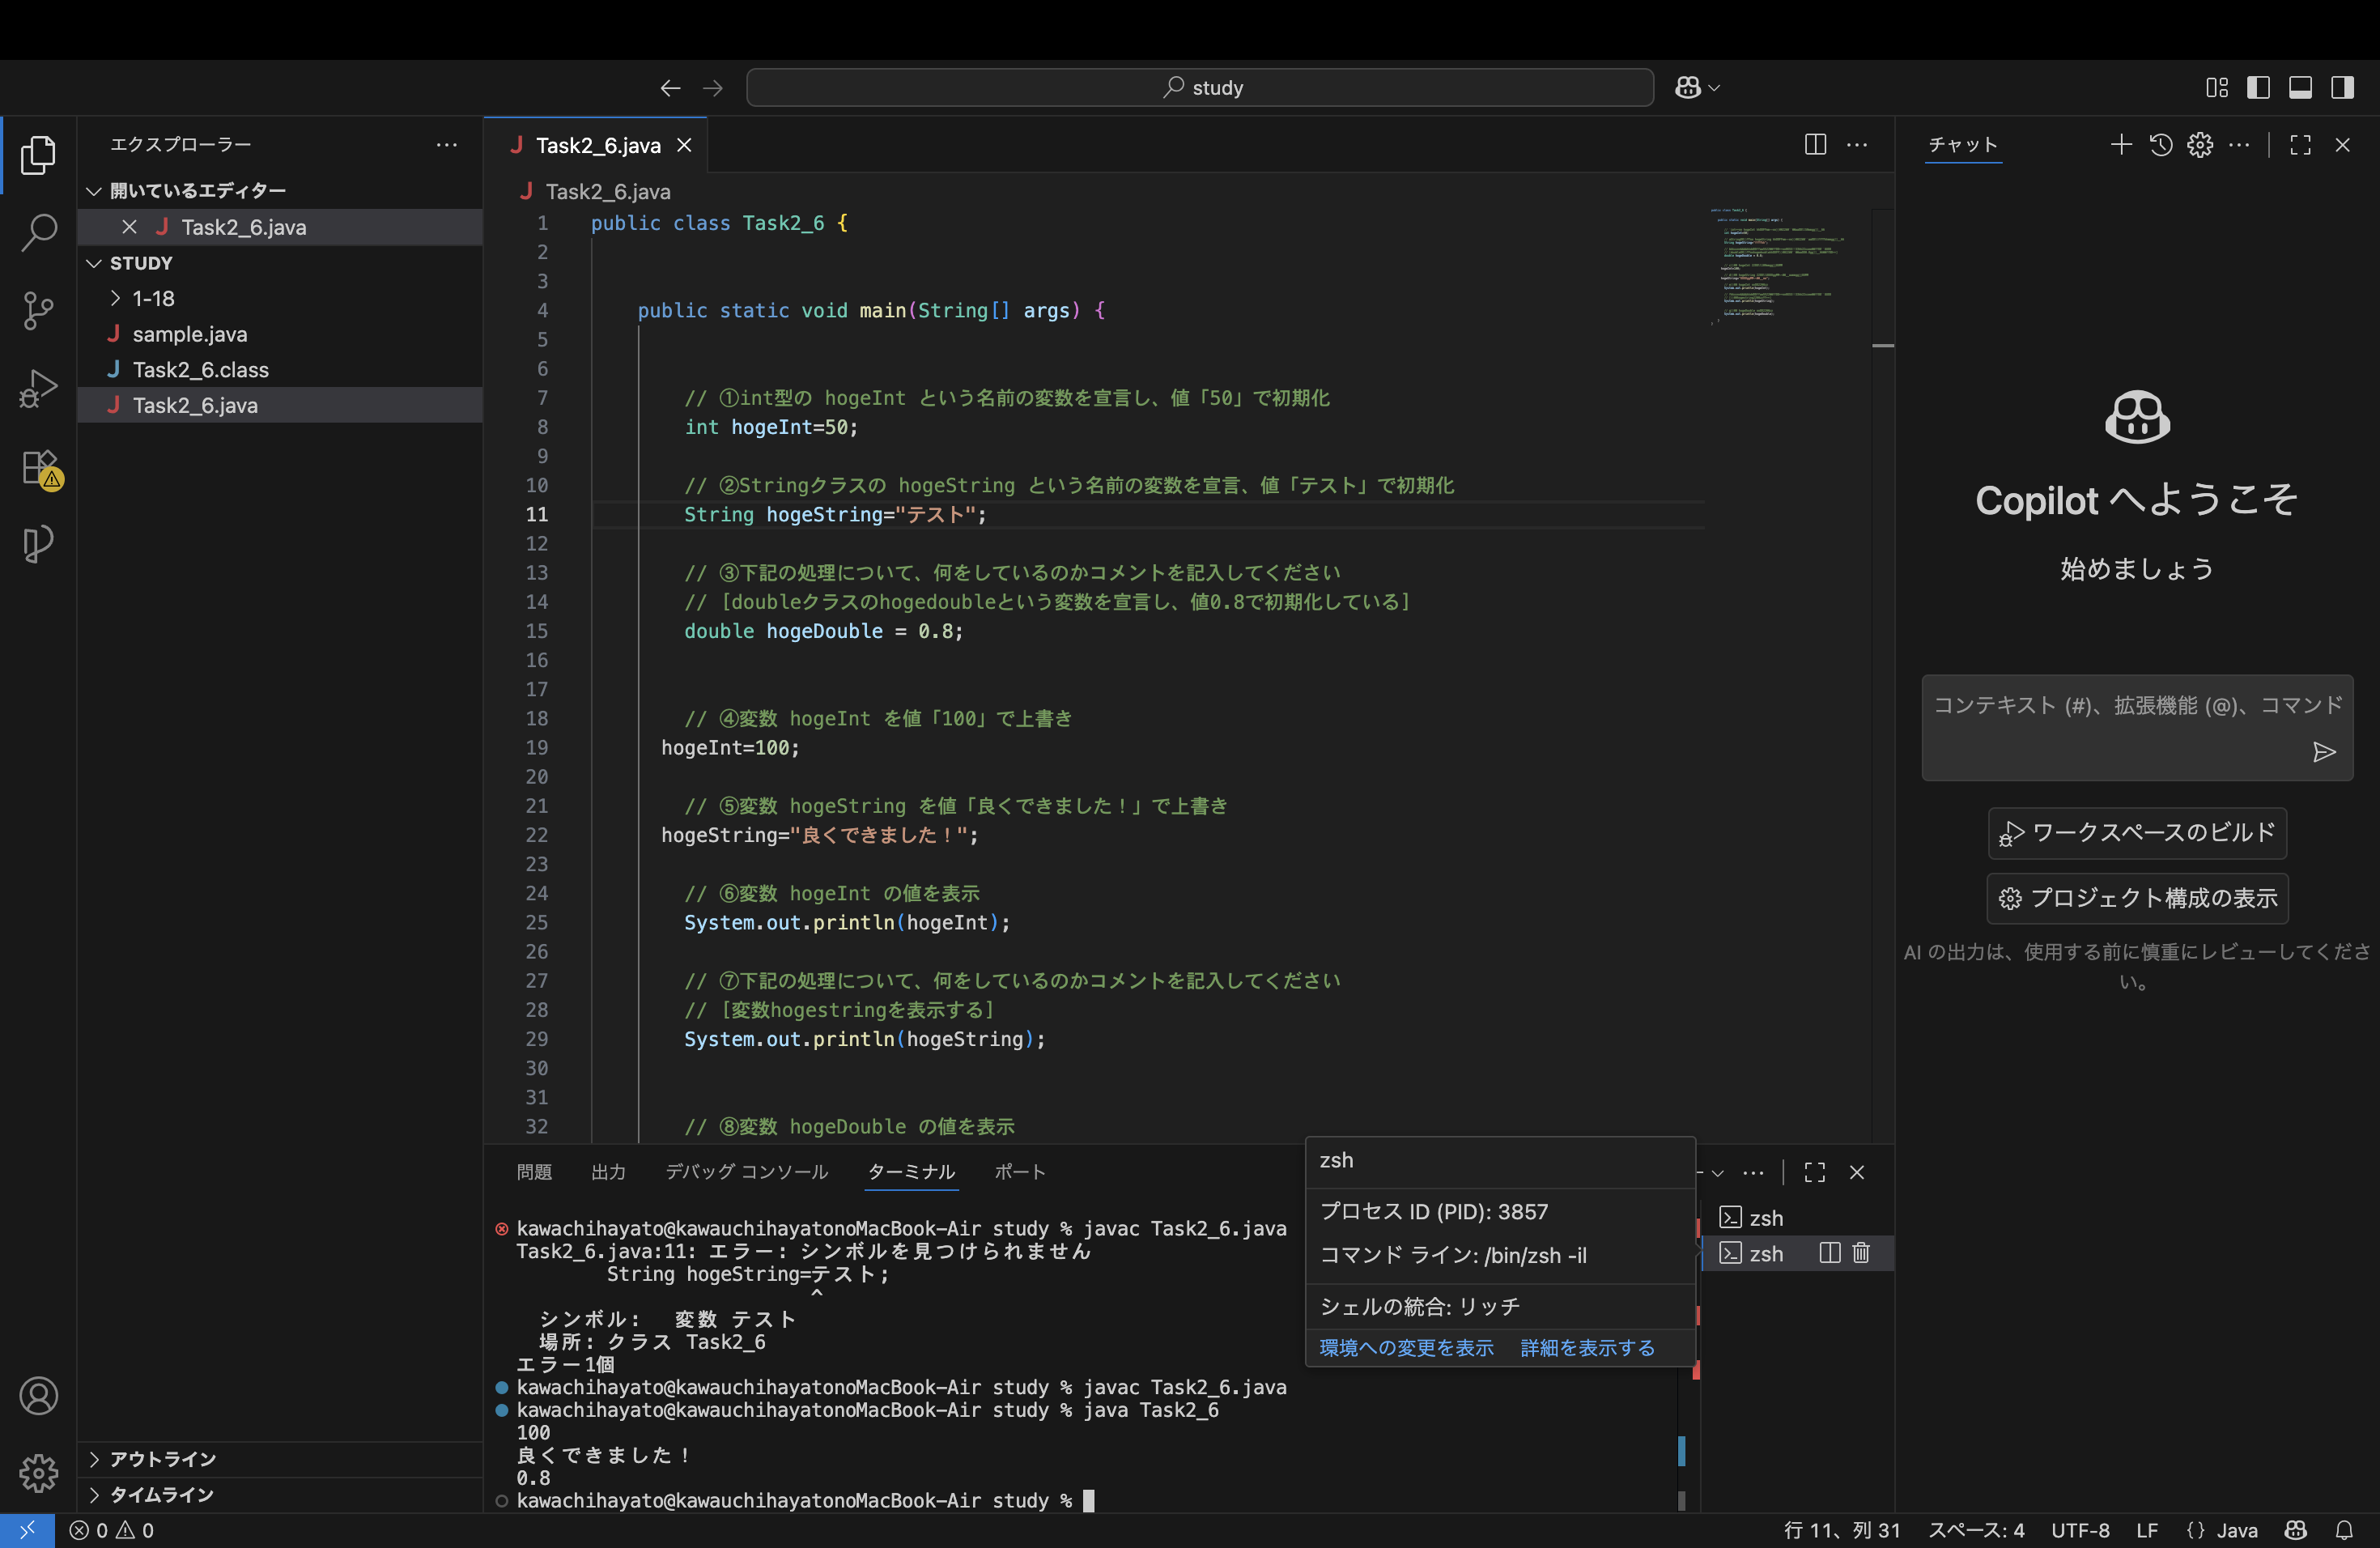 study
エクスプローラー
開いているエディター
Task2_6.java
STUDY
1-18
sample.java
Task2_6.class
Task2_6.java
アウトライン
タイムライン
Task2_6.java
Task2_6.java
1 public class Task2_6 {
2
3
4 public static void main(String[] args) {
5
6
7 // ①int型の hogeInt という名前の変数を宣言し、値「50」で初期化
8 int hogeInt=50;
9
10 // ②Stringクラスの hogeString という名前の変数を宣言、値「テスト」で初期化
11 String hogeString="テスト";
12
13 // ③下記の処理について、何をしているのかコメントを記入してください
14 // [doubleクラスのhogedoubleという変数を宣言し、値0.8で初期化している]
15 double hogeDouble = 0.8;
16
17
18 // ④変数 hogeInt を値「100」で上書き
19 hogeInt=100;
20
21 // ⑤変数 hogeString を値「良くできました！」で上書き
22 hogeString="良くできました！";
23
24 // ⑥変数 hogeInt の値を表示
25 System.out.println(hogeInt);
26
27 // ⑦下記の処理について、何をしているのかコメントを記入してください
28 // [変数hogestringを表示する]
29 System.out.println(hogeString);
30
31
32 // ⑧変数 hogeDouble の値を表示
問題 出力 デバッグ コンソール ターミナル ポート
kawachihayato@kawauchihayatonoMacBook-Air study % javac Task2_6.java
Task2_6.java:11: エラー: シンボルを見つけられません
String hogeString=テスト;
^
シンボル: 変数 テスト
場所: クラス Task2_6
エラー1個
kawachihayato@kawauchihayatonoMacBook-Air study % javac Task2_6.java
kawachihayato@kawauchihayatonoMacBook-Air study % java Task2_6
100
良くできました！
0.8
kawachihayato@kawauchihayatonoMacBook-Air study %
zsh
プロセス ID (PID): 3857
コマンド ライン: /bin/zsh -il
シェルの統合: リッチ
環境への変更を表示 詳細を表示する
zsh
zsh
チャット
Copilot へようこそ
始めましょう
コンテキスト (#)、拡張機能 (@)、コマンド
ワークスペースのビルド
プロジェクト構成の表示
AI の出力は、使用する前に慎重にレビューしてくださ
い。
0 0
行 11、列 31 スペース: 4 UTF-8 LF {} Java